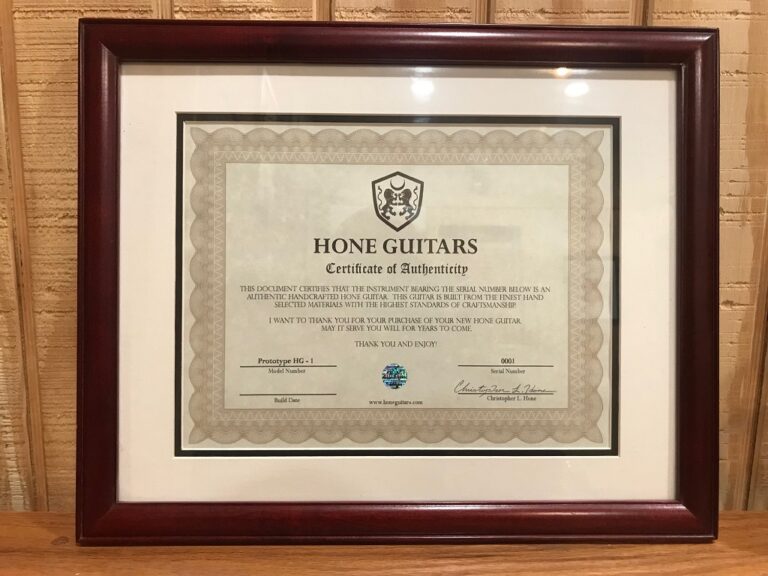 HONE GUITARS
Certificate of Authenticity
THIS DOCUMENT CERTIFIES THAT THE INSTRUMENT BEARING THE SERIAL NUMBER BELOW IS AN
AUTHENTIC HANDCRAFTED HONE GUITAR. THIS GUITAR IS BUILT FROM THE FINEST HAND
SELECTED MATERIALS WITH THE HIGHEST STANDARDS OF CRAFTSMANSHIP.
I WANT TO THANK YOU FOR YOUR PURCHASE OF YOUR NEW HONE GUITAR.
MAY IT SERVE YOU WELL FOR YEARS TO COME.
THANK YOU AND ENJOY!
Prototype HG - 1
Model Number
0001
Serial Number
Build Date
www.honeguitars.com
Christopher L. Hone
Christopher L. Hone